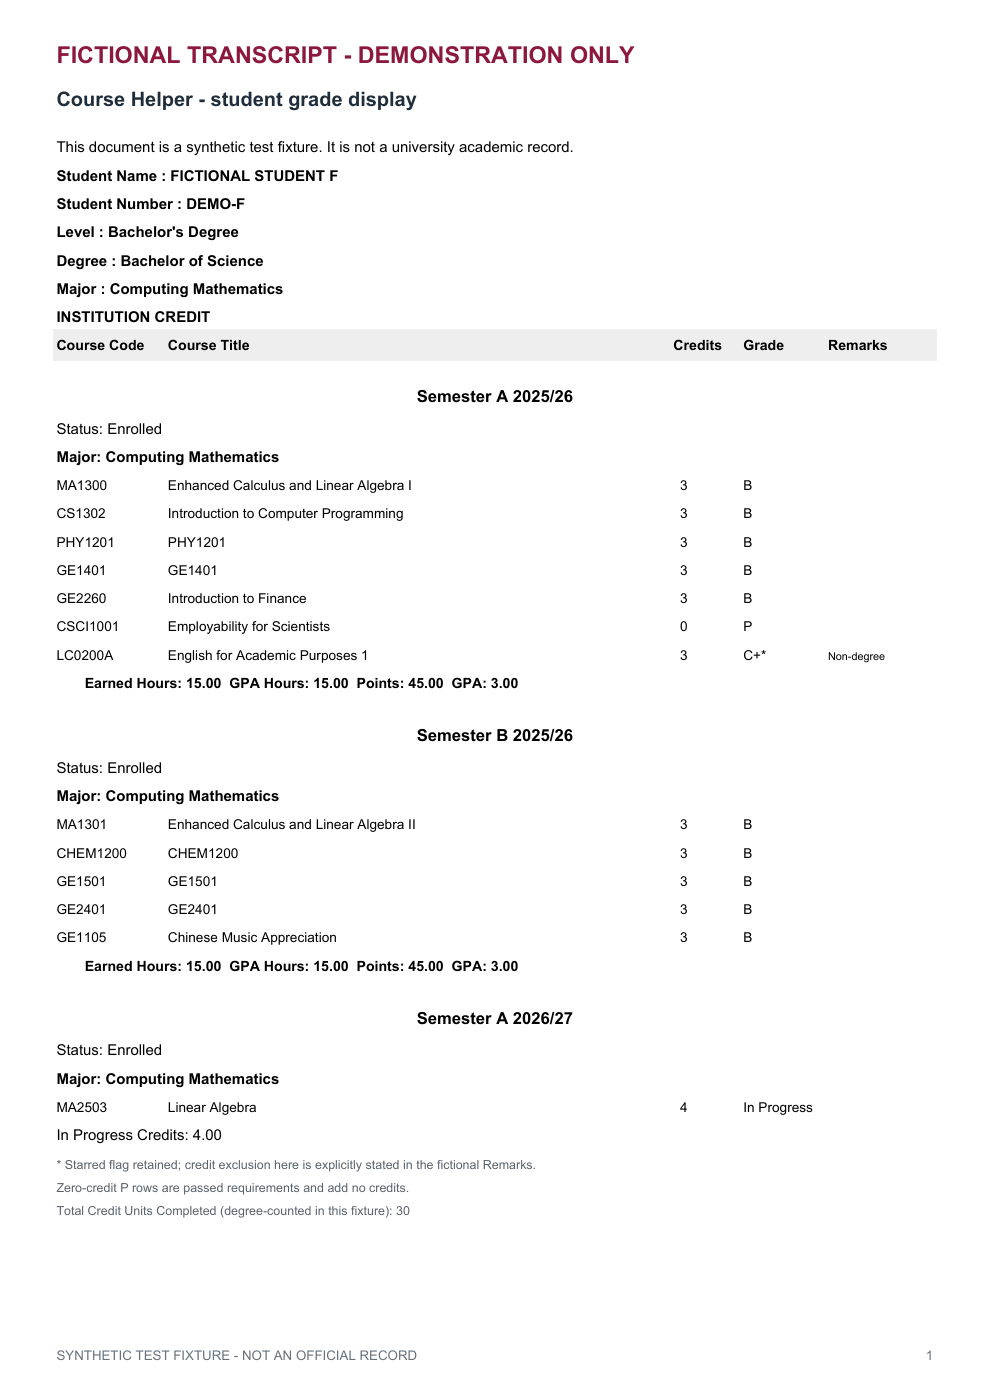 FICTIONAL TRANSCRIPT - DEMONSTRATION ONLY
Course Helper - student grade display
This document is a synthetic test fixture. It is not a university academic record.
Student Name : FICTIONAL STUDENT F
Student Number : DEMO-F
Level : Bachelor's Degree
Degree : Bachelor of Science
Major : Computing Mathematics
INSTITUTION CREDIT
Course Code Course Title Credits Grade Remarks
Semester A 2025/26
Status: Enrolled
Major: Computing Mathematics
MA1300 Enhanced Calculus and Linear Algebra I 3 B
CS1302 Introduction to Computer Programming 3 B
PHY1201 PHY1201 3 B
GE1401 GE1401 3 B
GE2260 Introduction to Finance 3 B
CSCI1001 Employability for Scientists 0 P
LC0200A English for Academic Purposes 1 3 C+* Non-degree
Earned Hours: 15.00 GPA Hours: 15.00 Points: 45.00 GPA: 3.00
Semester B 2025/26
Status: Enrolled
Major: Computing Mathematics
MA1301 Enhanced Calculus and Linear Algebra II 3 B
CHEM1200 CHEM1200 3 B
GE1501 GE1501 3 B
GE2401 GE2401 3 B
GE1105 Chinese Music Appreciation 3 B
Earned Hours: 15.00 GPA Hours: 15.00 Points: 45.00 GPA: 3.00
Semester A 2026/27
Status: Enrolled
Major: Computing Mathematics
MA2503 Linear Algebra 4 In Progress
In Progress Credits: 4.00
* Starred flag retained; credit exclusion here is explicitly stated in the fictional Remarks.
Zero-credit P rows are passed requirements and add no credits.
Total Credit Units Completed (degree-counted in this fixture): 30
SYNTHETIC TEST FIXTURE - NOT AN OFFICIAL RECORD 1